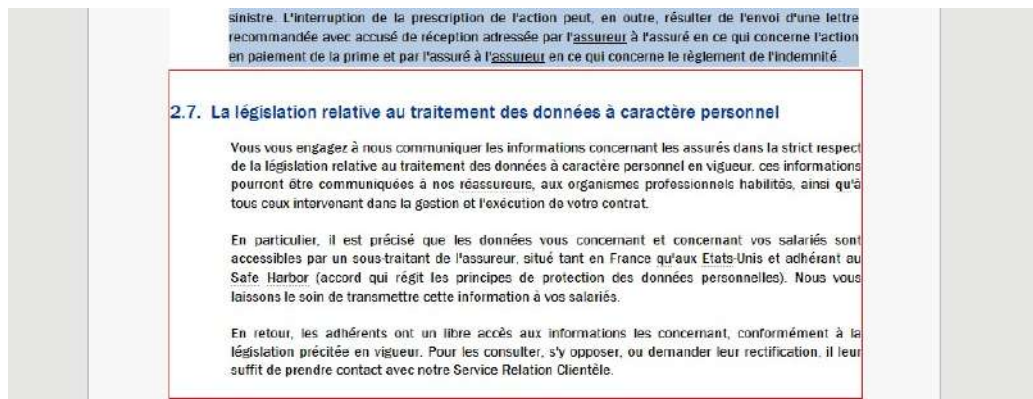 sinistre. L'interruption de la prescription de l'action peut, en outre, résulter de l'envoi d'une lettre
recommandée avec accusé de réception adressée par l'assureur à l'assuré en ce qui concerne l'action
en paiement de la prime et par l'assuré à l'assureur en ce qui concerne le règlement de l'indemnité.
2.7. La législation relative au traitement des données à caractère personnel
Vous vous engagez à nous communiquer les informations concernant les assurés dans la strict respect
de la législation relative au traitement des données à caractère personnel en vigueur. ces informations
pourront être communiquées à nos réassureurs, aux organismes professionnels habilités, ainsi qu'à
tous ceux intervenant dans la gestion et l'exécution de votre contrat.
En particulier, il est précisé que les données vous concernant et concernant vos salariés sont
accessibles par un sous-traitant de l'assureur, situé tant en France qu'aux Etats-Unis et adhérant au
Safe Harbor (accord qui régit les principes de protection des données personnelles). Nous vous
laissons le soin de transmettre cette information à vos salariés.
En retour, les adhérents ont un libre accès aux informations les concernant, conformément à la
législation précitée en vigueur. Pour les consulter, s'y opposer, ou demander leur rectification, il leur
suffit de prendre contact avec notre Service Relation Clientèle.